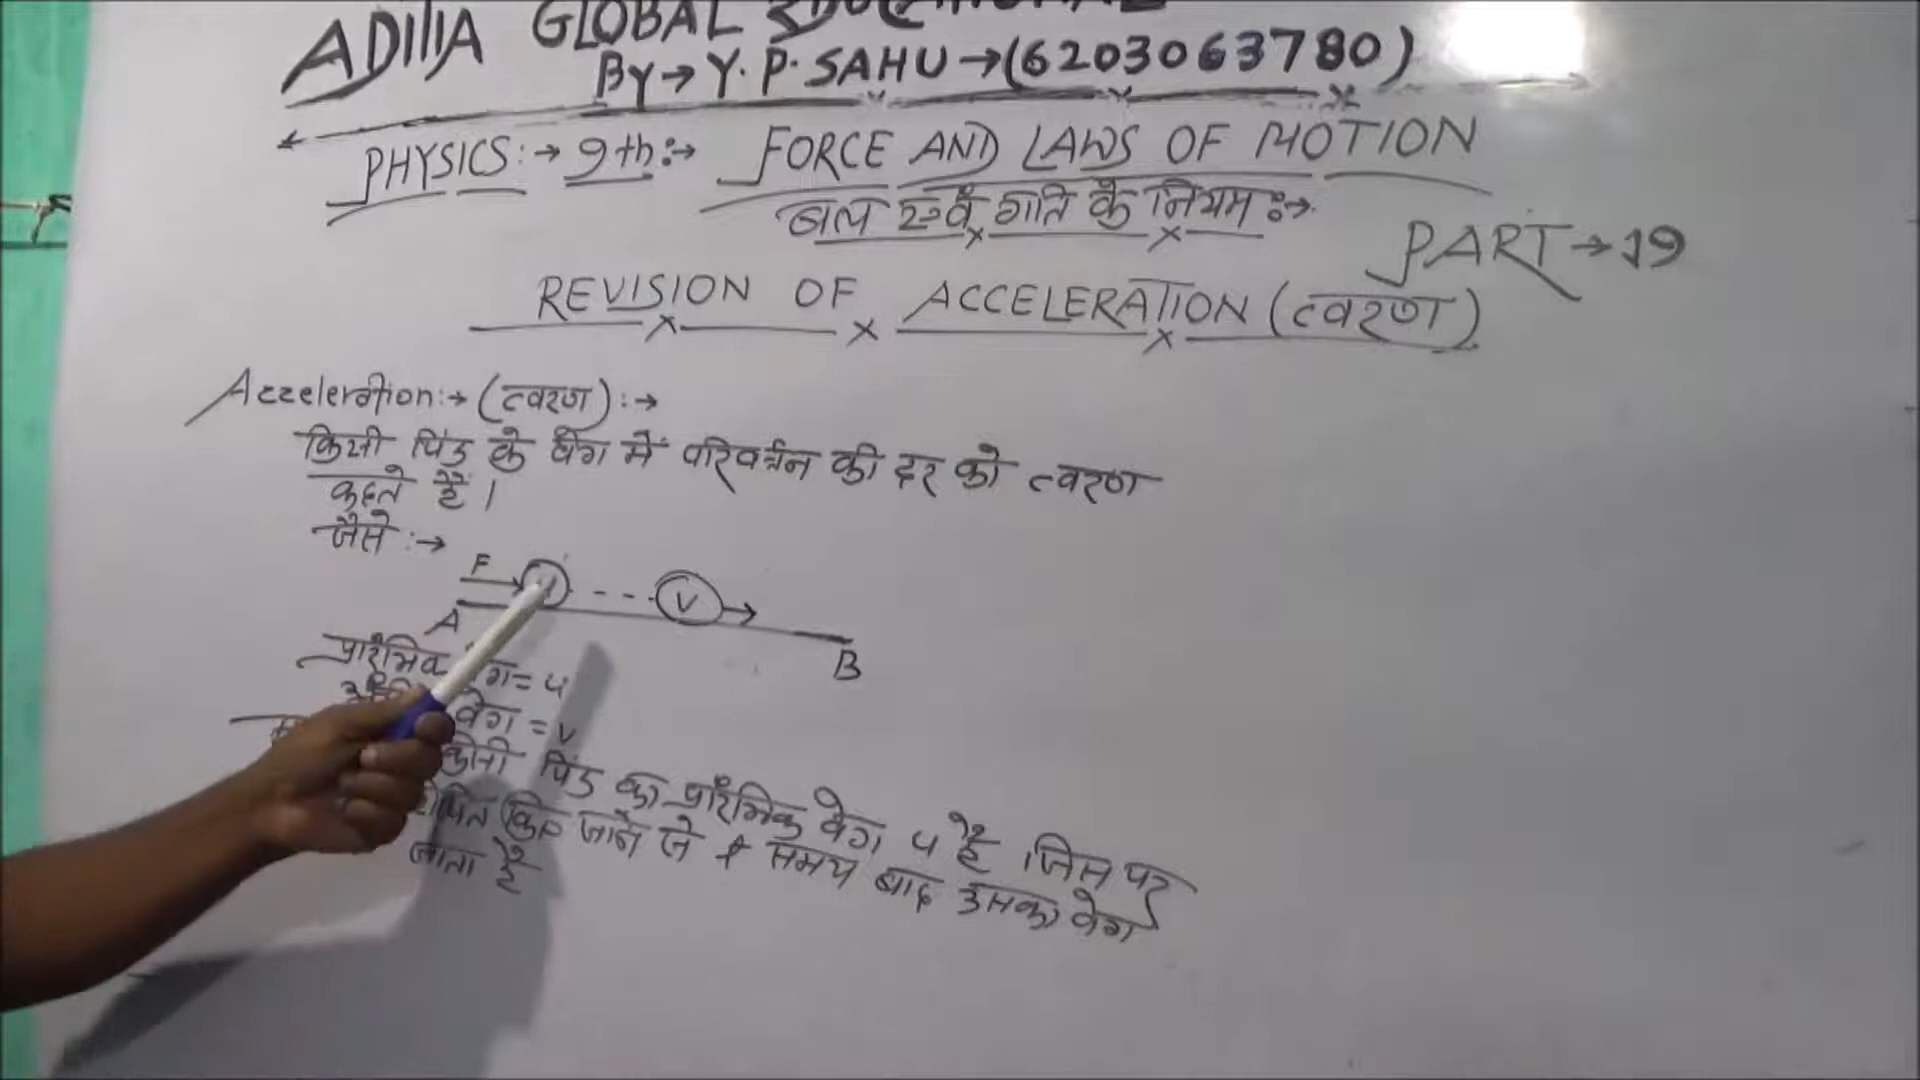 ADITYA GLOBAL EDUCATIONAL
BY→Y.P.SAHU→(6203063780)
PHYSICS:→9th:→ FORCE AND LAWS OF MOTION
बल एवं गति के नियम:→
PART→19
REVISION OF ACCELERATION (त्वरण)
Acceleration:→(त्वरण):→
किसी पिंड के वेग में परिवर्तन की दर को त्वरण
कहते हैं।
जैसे:→
F u --- v
A B
प्रारंभिक = u
वेग = v
किसी पिंड का प्रारंभिक वेग u है जिस पर
किए जाने से t समय बाद उसका वेग
जाता है